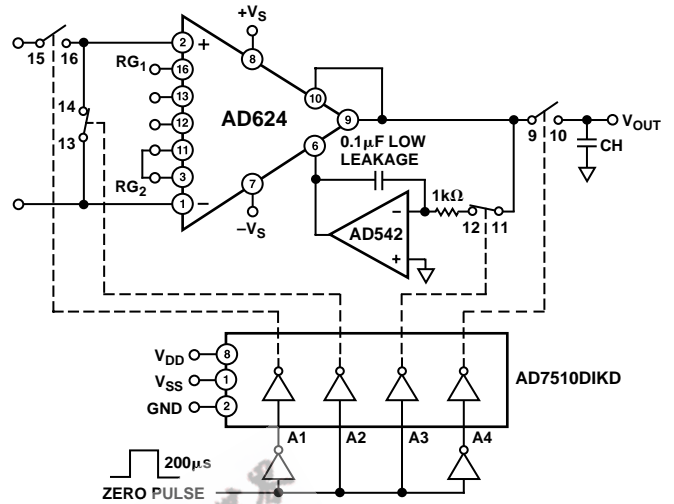 +VS
15 16
2
+
8
RG1
16
14
13
13
12
AD624
10
9
VOUT
9 10
CH
11
RG2
3
6
0.1µF LOW
LEAKAGE
1
–
7
–VS
1kΩ
–
AD542
+
12 11
VDD
8
VSS
1
GND
2
AD7510DIKD
A1 A2 A3 A4
200µs
ZERO PULSE